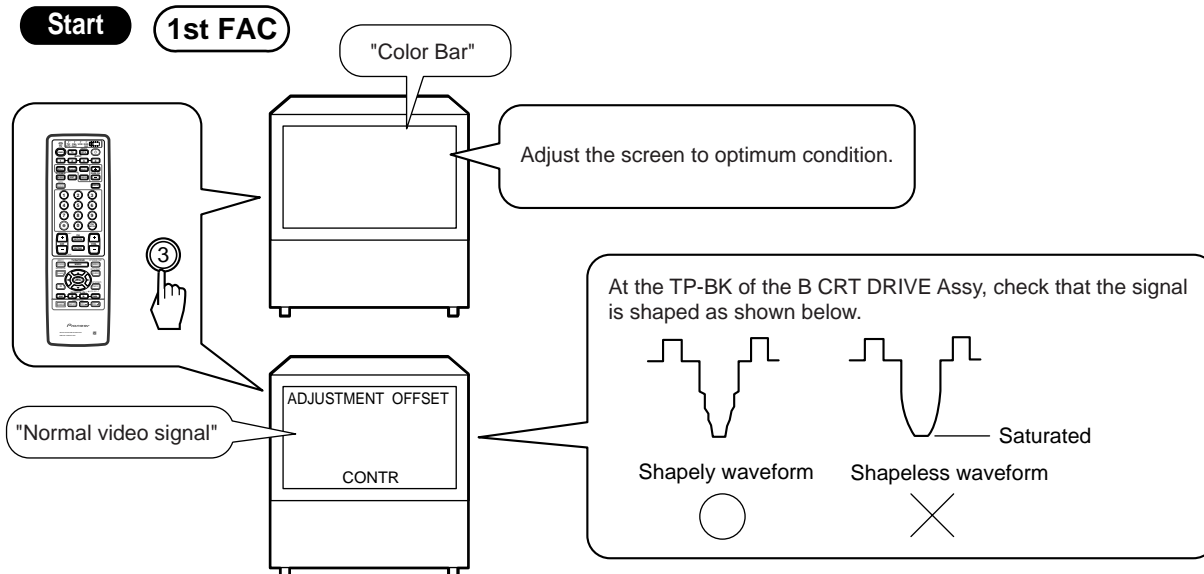 Start
1st FAC
"Color Bar"
Adjust the screen to optimum condition.
3
Pioneer
"Normal video signal"
ADJUSTMENT OFFSET
CONTR
At the TP-BK of the B CRT DRIVE Assy, check that the signal
is shaped as shown below.
Saturated
Shapely waveform
Shapeless waveform